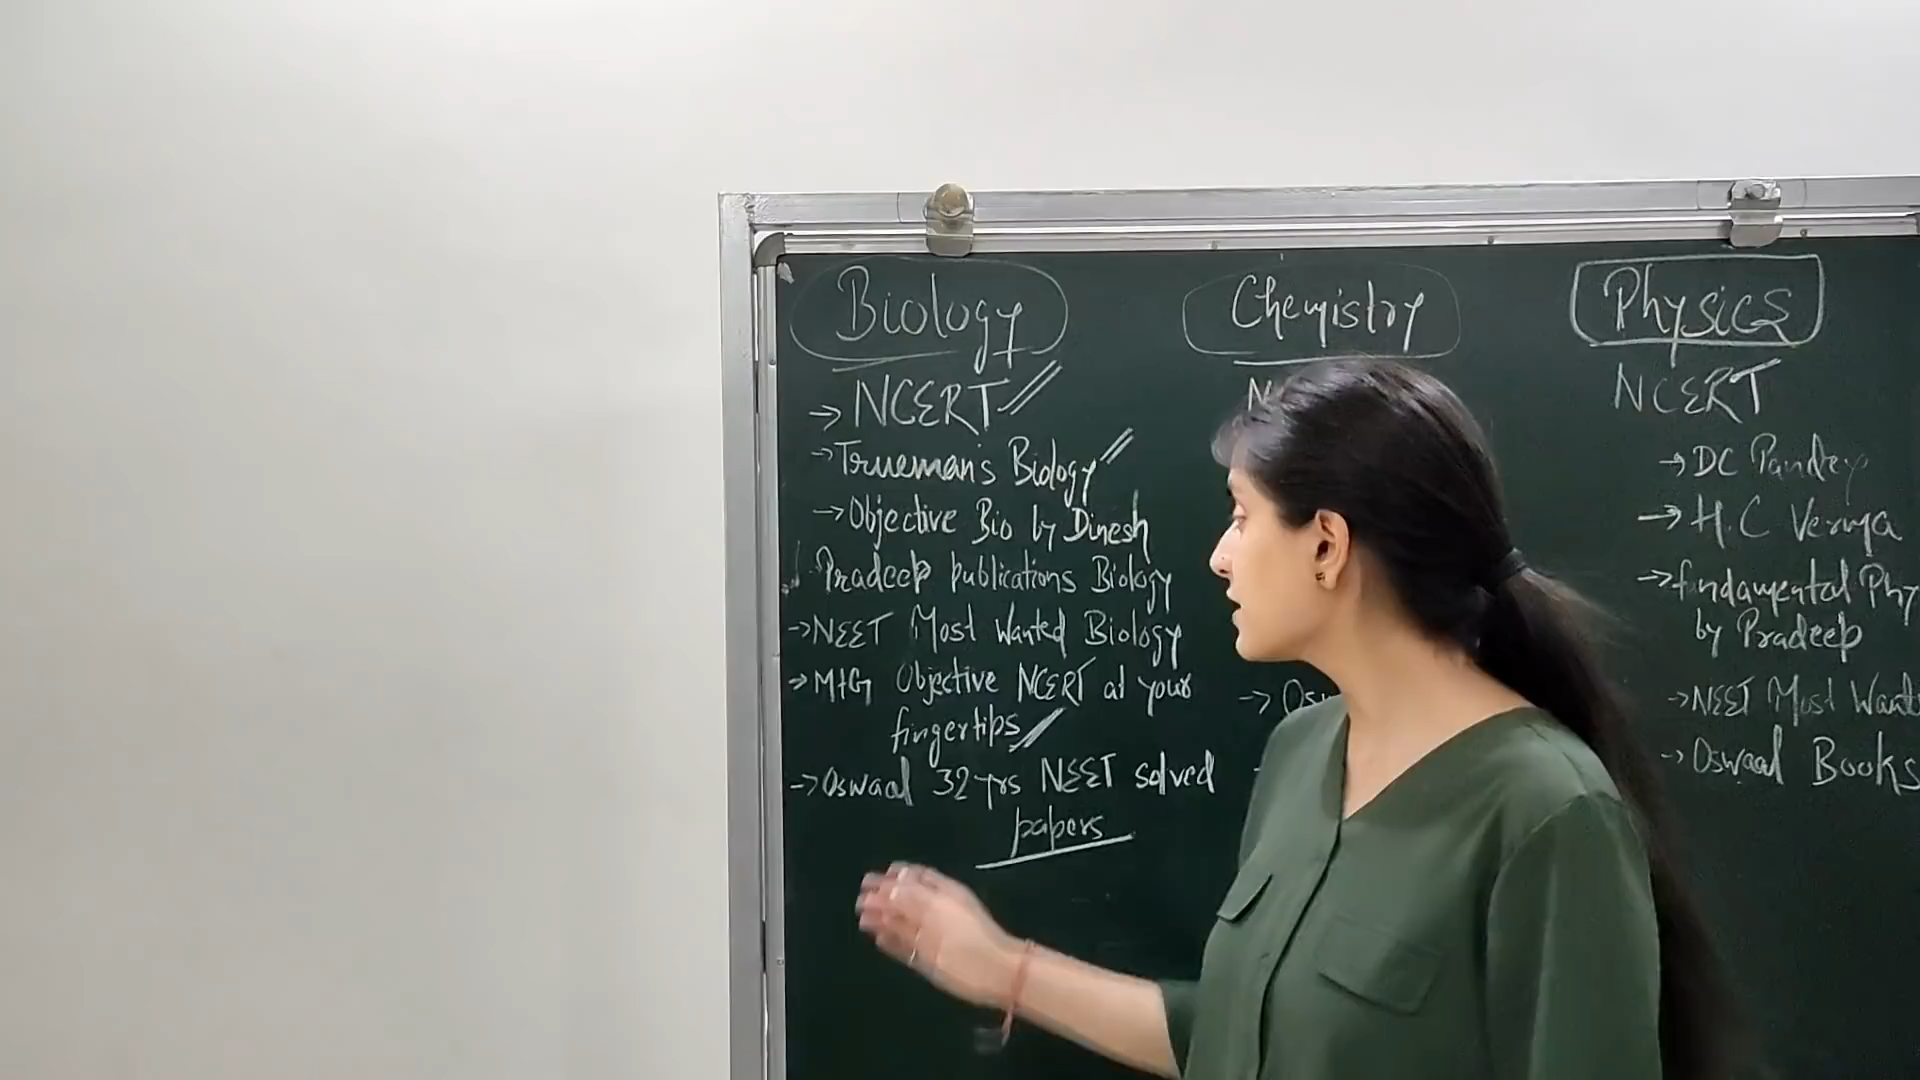 Biology
→ NCERT
→ Trueman's Biology
→ Objective Bio by Dinesh
Pradeep publications Biology
→ NEET Most Wanted Biology
→ MTG Objective NCERT at your
fingertips
→ Oswaal 32 yrs NEET solved
papers
Chemistry
Physics
NCERT
→ DC Pandey
→ H.C Verma
→ fundamental Phy
by Pradeep
→ NEET Most Want
→ Oswaal Books